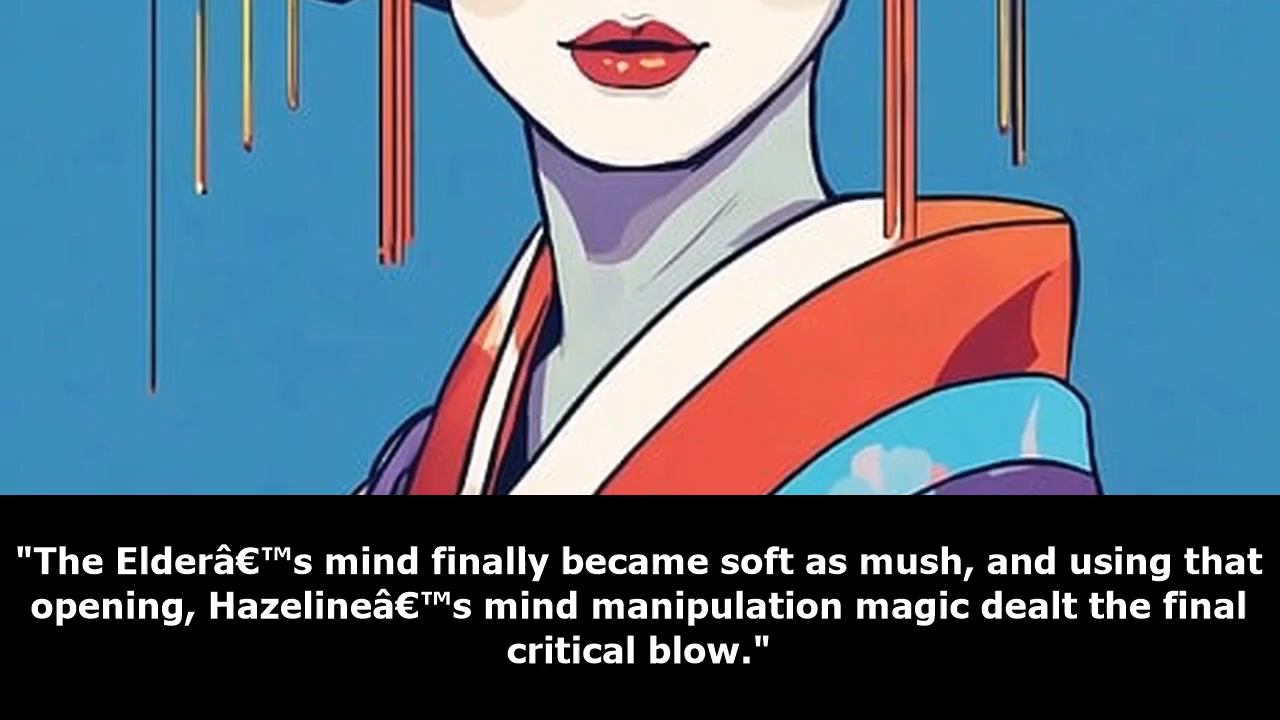 "The Elderâ€™s mind finally became soft as mush, and using that
opening, Hazelineâ€™s mind manipulation magic dealt the final
critical blow."